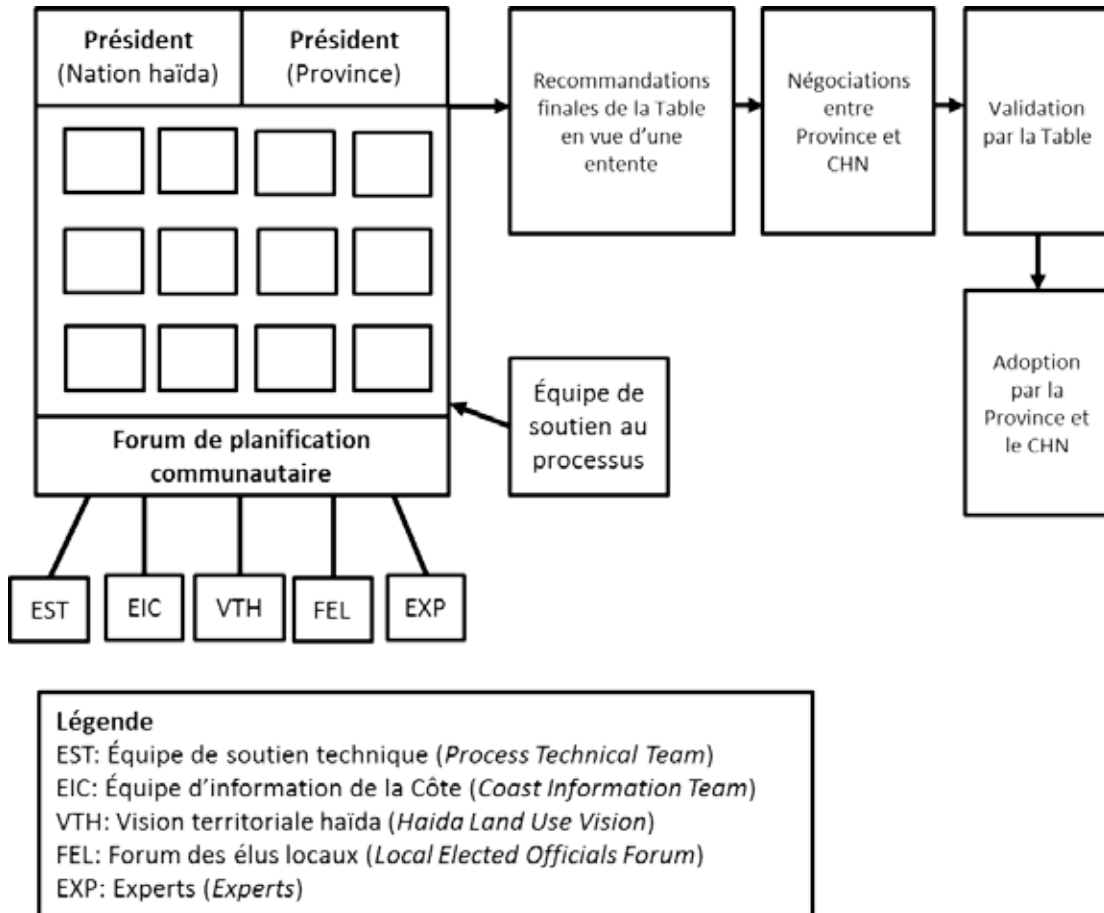 Président
(Nation haïda)
Président
(Province)
Recommandations
finales de la Table
en vue d’une
entente
Négociations
entre
Province et
CHN
Validation
par la Table
Adoption
par la
Province et
le CHN
Équipe de
soutien au
processus
Forum de planification
communautaire
EST
EIC
VTH
FEL
EXP
Légende
EST: Équipe de soutien technique (Process Technical Team)
EIC: Équipe d’information de la Côte (Coast Information Team)
VTH: Vision territoriale haïda (Haida Land Use Vision)
FEL: Forum des élus locaux (Local Elected Officials Forum)
EXP: Experts (Experts)